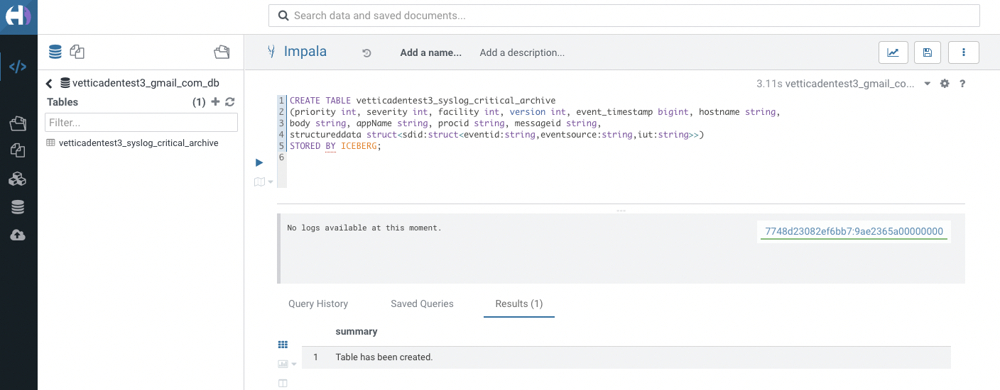 Search data and saved documents...
Impala
Add a name...
Add a description...
vetticadentest3_gmail_com_db
Tables
(1)
Filter...
vetticadentest3_syslog_critical_archive
3.11s vetticadentest3_gmail_co...
?
1 CREATE TABLE vetticadentest3_syslog_critical_archive
2 (priority int, severity int, facility int, version int, event_timestamp bigint, hostname string,
3 body string, appName string, procid string, messageid string,
4 structureddata struct<sdid:struct<eventid:string,eventsource:string,iut:string>>)
5 STORED BY ICEBERG;
6
No logs available at this moment.
7748d23082ef6bb7:9ae2365a00000000
Query History
Saved Queries
Results (1)
summary
1 Table has been created.